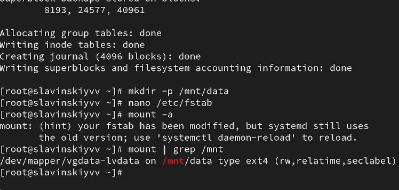 Superblock backups stored on blocks:
8193, 24577, 40961
Allocating group tables: done
Writing inode tables: done
Creating journal (4096 blocks): done
Writing superblocks and filesystem accounting information: done
[root@slavinskiyvv ~]# mkdir -p /mnt/data
[root@slavinskiyvv ~]# nano /etc/fstab
[root@slavinskiyvv ~]# mount -a
mount: (hint) your fstab has been modified, but systemd still uses
the old version; use 'systemctl daemon-reload' to reload.
[root@slavinskiyvv ~]# mount | grep /mnt
/dev/mapper/vgdata-lvdata on /mnt/data type ext4 (rw,relatime,seclabel)
[root@slavinskiyvv ~]#